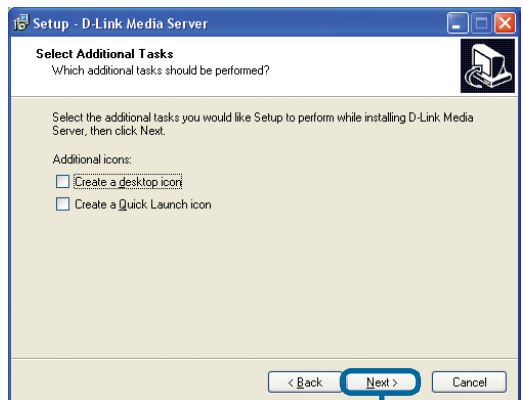 Setup - D-Link Media Server
Select Additional Tasks
Which additional tasks should be performed?
Select the additional tasks you would like Setup to perform while installing D-Link Media
Server, then click Next.
Additional icons:
Create a desktop icon
Create a Quick Launch icon
< Back Next > Cancel